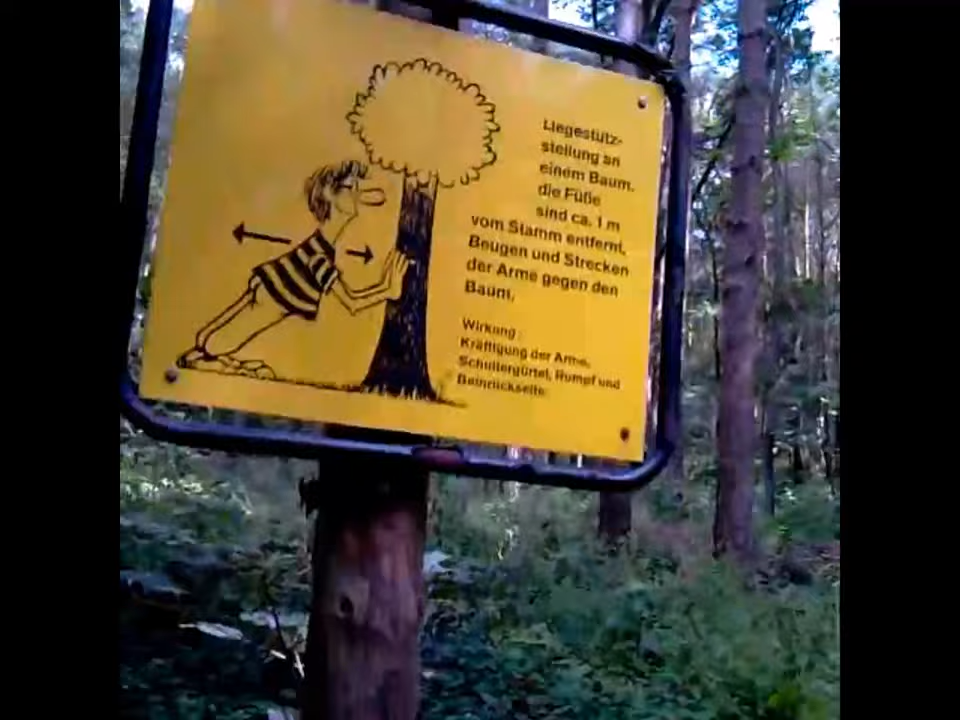 Liegestütz-
stellung an
einem Baum,
die Füße
sind ca. 1 m
vom Stamm entfernt,
Beugen und Strecken
der Arme gegen den
Baum,
Wirkung :
Kräftigung der Arme,
Schultergürtel, Rumpf und
Beinrückseite.